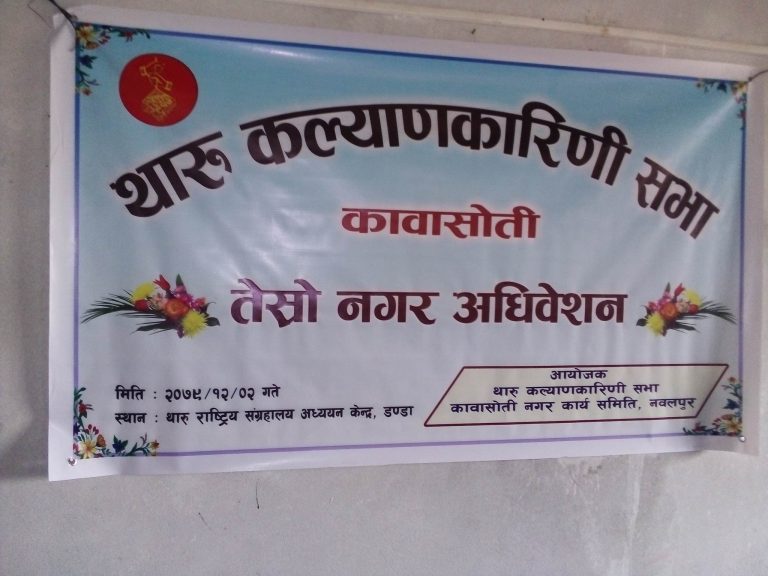 थारू कल्याणकारिणी सभा
कावासोती
तेस्रो नगर अधिवेशन
मिति : २०७९/१२/०२ गते
स्थान : थारु राष्ट्रिय संग्रहालय अध्ययन केन्द्र, डण्डा
आयोजक
थारु कल्याणकारिणी सभा
कावासोती नगर कार्य समिति, नवलपुर